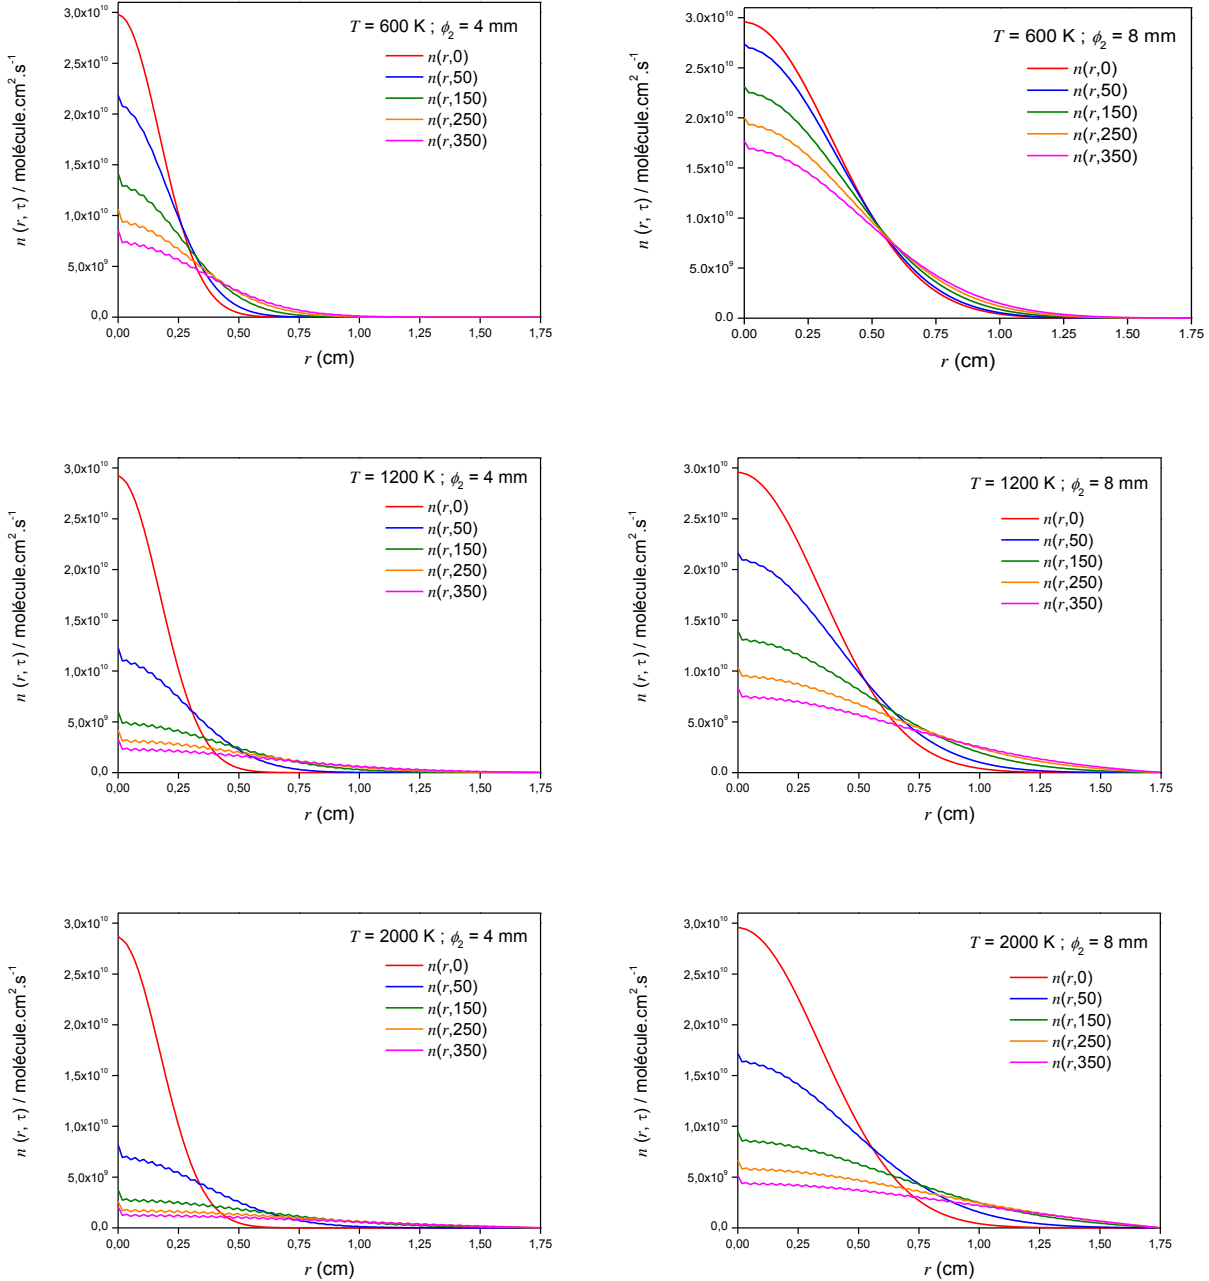 T = 600 K ; ϕ₂ = 4 mm
n(r,0)
n(r,50)
n(r,150)
n(r,250)
n(r,350)
n (r, τ) / molécule.cm².s⁻¹
3,0x10¹⁰
2,5x10¹⁰
2,0x10¹⁰
1,5x10¹⁰
1,0x10¹⁰
5,0x10⁹
0,0
0,00 0,25 0,50 0,75 1,00 1,25 1,50 1,75
r (cm)
T = 600 K ; ϕ₂ = 8 mm
n(r,0)
n(r,50)
n(r,150)
n(r,250)
n(r,350)
n (r, τ) / molécule.cm².s⁻¹
3.0x10¹⁰
2.5x10¹⁰
2.0x10¹⁰
1.5x10¹⁰
1.0x10¹⁰
5.0x10⁹
0.0
0.00 0.25 0.50 0.75 1.00 1.25 1.50 1.75
r (cm)
T = 1200 K ; ϕ₂ = 4 mm
n(r,0)
n(r,50)
n(r,150)
n(r,250)
n(r,350)
n (r, τ) / molécule.cm².s⁻¹
3,0x10¹⁰
2,5x10¹⁰
2,0x10¹⁰
1,5x10¹⁰
1,0x10¹⁰
5,0x10⁹
0,0
0,00 0,25 0,50 0,75 1,00 1,25 1,50 1,75
r (cm)
T = 1200 K ; ϕ₂ = 8 mm
n(r,0)
n(r,50)
n(r,150)
n(r,250)
n(r,350)
n (r, τ) / molécule.cm².s⁻¹
3,0x10¹⁰
2,5x10¹⁰
2,0x10¹⁰
1,5x10¹⁰
1,0x10¹⁰
5,0x10⁹
0,0
0.00 0.25 0.50 0.75 1.00 1.25 1.50 1.75
r (cm)
T = 2000 K ; ϕ₂ = 4 mm
n(r,0)
n(r,50)
n(r,150)
n(r,250)
n(r,350)
n (r, τ) / molécule.cm².s⁻¹
3,0x10¹⁰
2,5x10¹⁰
2,0x10¹⁰
1,5x10¹⁰
1,0x10¹⁰
5,0x10⁹
0,0
0,00 0,25 0,50 0,75 1,00 1,25 1,50 1,75
r (cm)
T = 2000 K ; ϕ₂ = 8 mm
n(r,0)
n(r,50)
n(r,150)
n(r,250)
n(r,350)
n (r, τ) / molécule.cm².s⁻¹
3,0x10¹⁰
2,5x10¹⁰
2,0x10¹⁰
1,5x10¹⁰
1,0x10¹⁰
5,0x10⁹
0,0
0.00 0.25 0.50 0.75 1.00 1.25 1.50 1.75
r (cm)